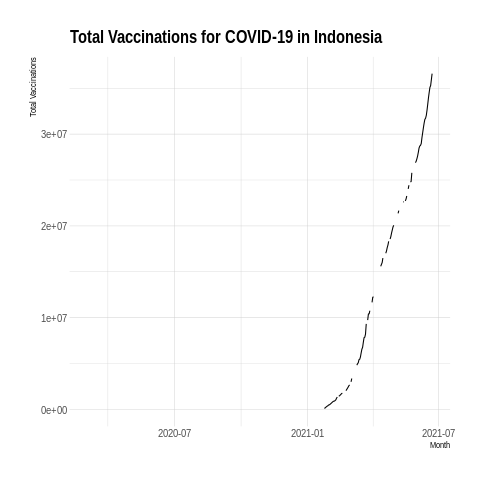 Total Vaccinations for COVID-19 in Indonesia
Total Vaccinations
3e+07
2e+07
1e+07
0e+00
2020-07
2021-01
2021-07
Month